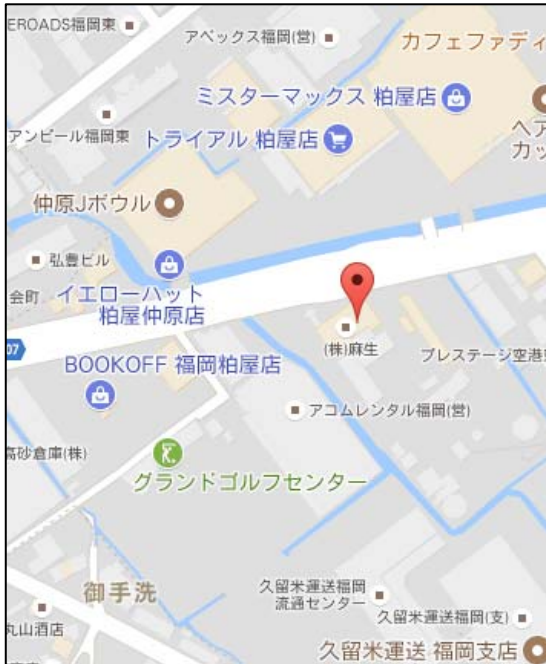 EROADS福岡東
アペックス福岡(営)
カフェファディ
ミスターマックス 粕屋店
アンピール福岡東
トライアル 粕屋店
ヘア
カッ
仲原Jボウル
弘豊ビル
会町
イエローハット
粕屋仲原店
(株)麻生
プレステージ空港
07
BOOKOFF 福岡粕屋店
アコムレンタル福岡(営)
高砂倉庫(株)
グランドゴルフセンター
御手洗
久留米運送福岡
流通センター
丸山酒店
久留米運送福岡(支)
久留米運送 福岡支店